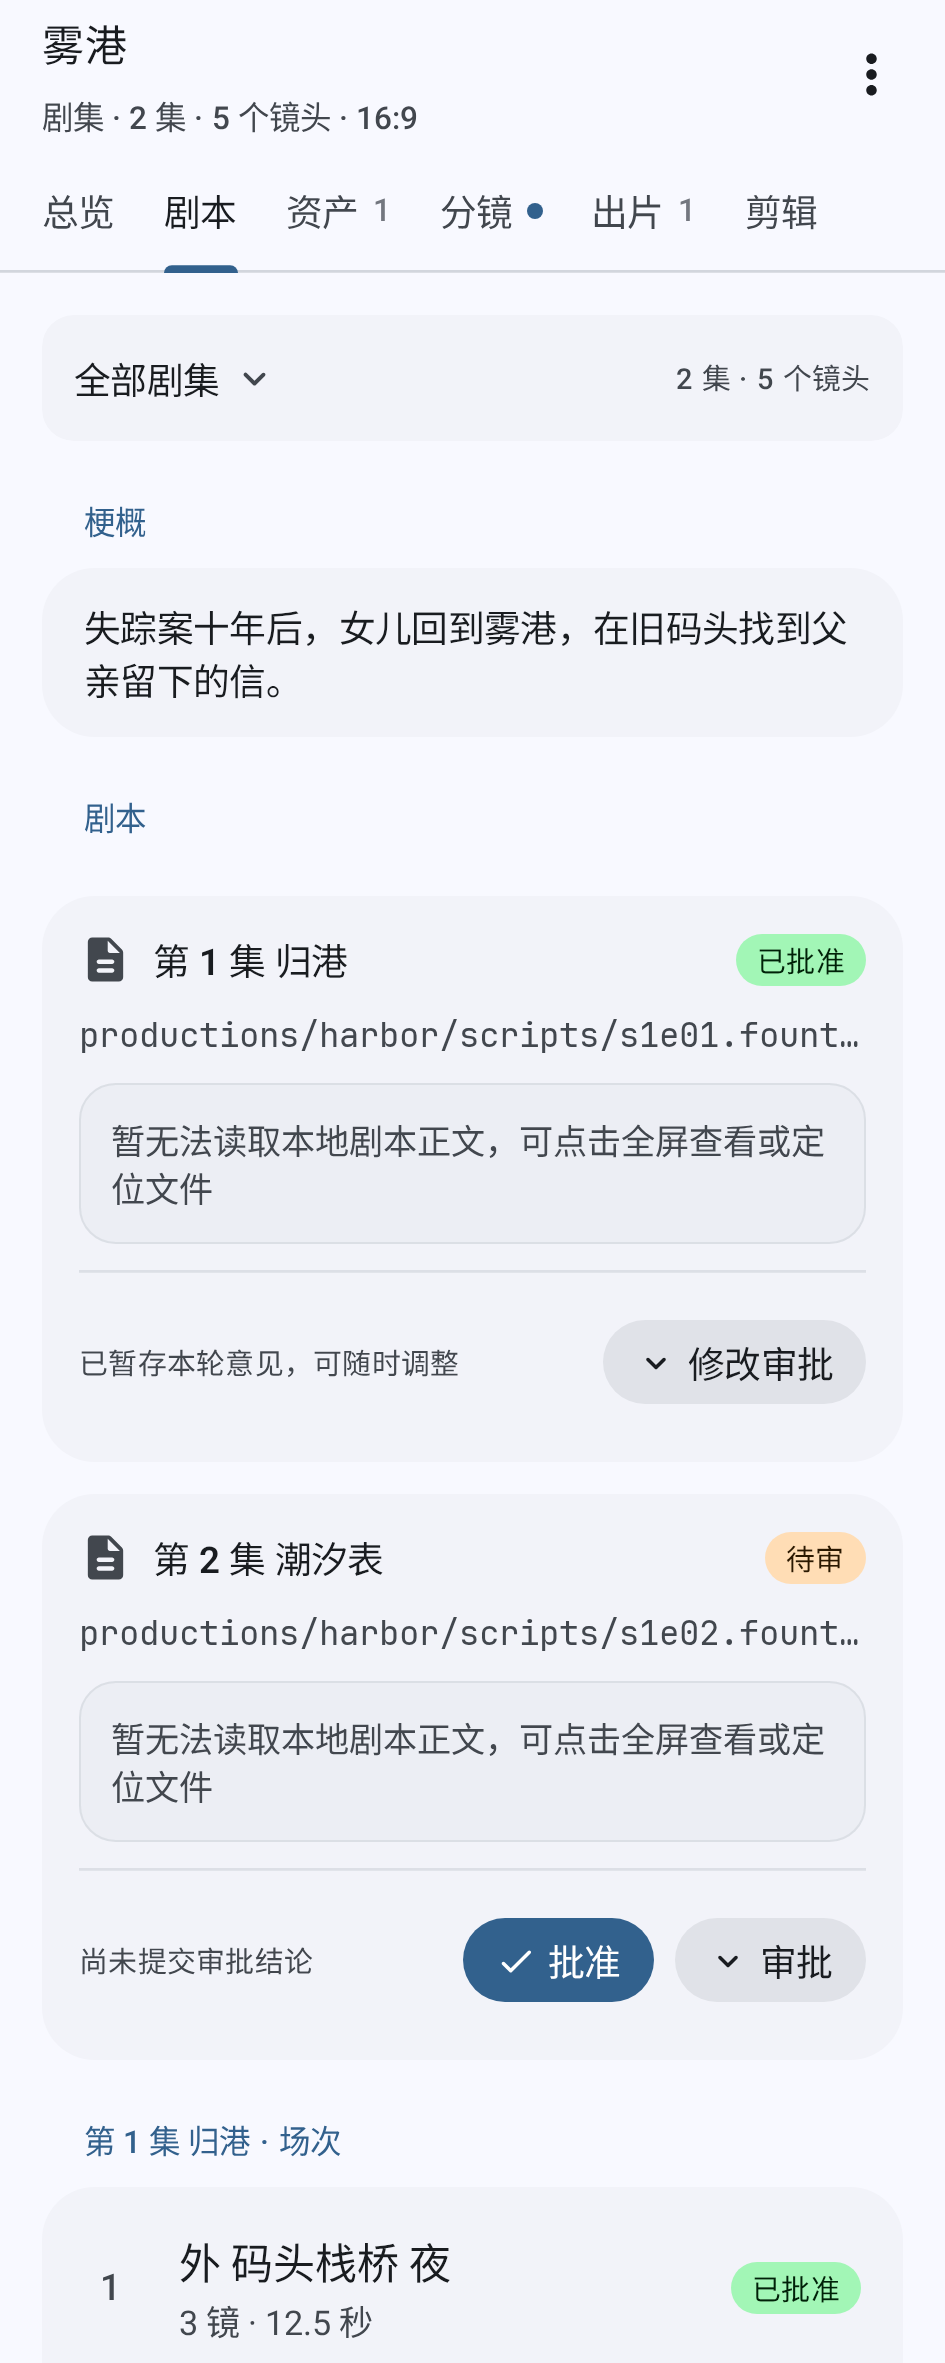 雾港
剧集 · 2 集 · 5 个镜头 · 16:9
总览 剧本 资产 1 分镜 出片 1 剪辑
全部剧集 2 集 · 5 个镜头
梗概
失踪案十年后，女儿回到雾港，在旧码头找到父
亲留下的信。
剧本
第 1 集 归港 已批准
productions/harbor/scripts/s1e01.fount…
暂无法读取本地剧本正文，可点击全屏查看或定
位文件
已暂存本轮意见，可随时调整 修改审批
第 2 集 潮汐表 待审
productions/harbor/scripts/s1e02.fount…
暂无法读取本地剧本正文，可点击全屏查看或定
位文件
尚未提交审批结论 批准 审批
第 1 集 归港 · 场次
1 外 码头栈桥 夜 已批准
3 镜 · 12.5 秒